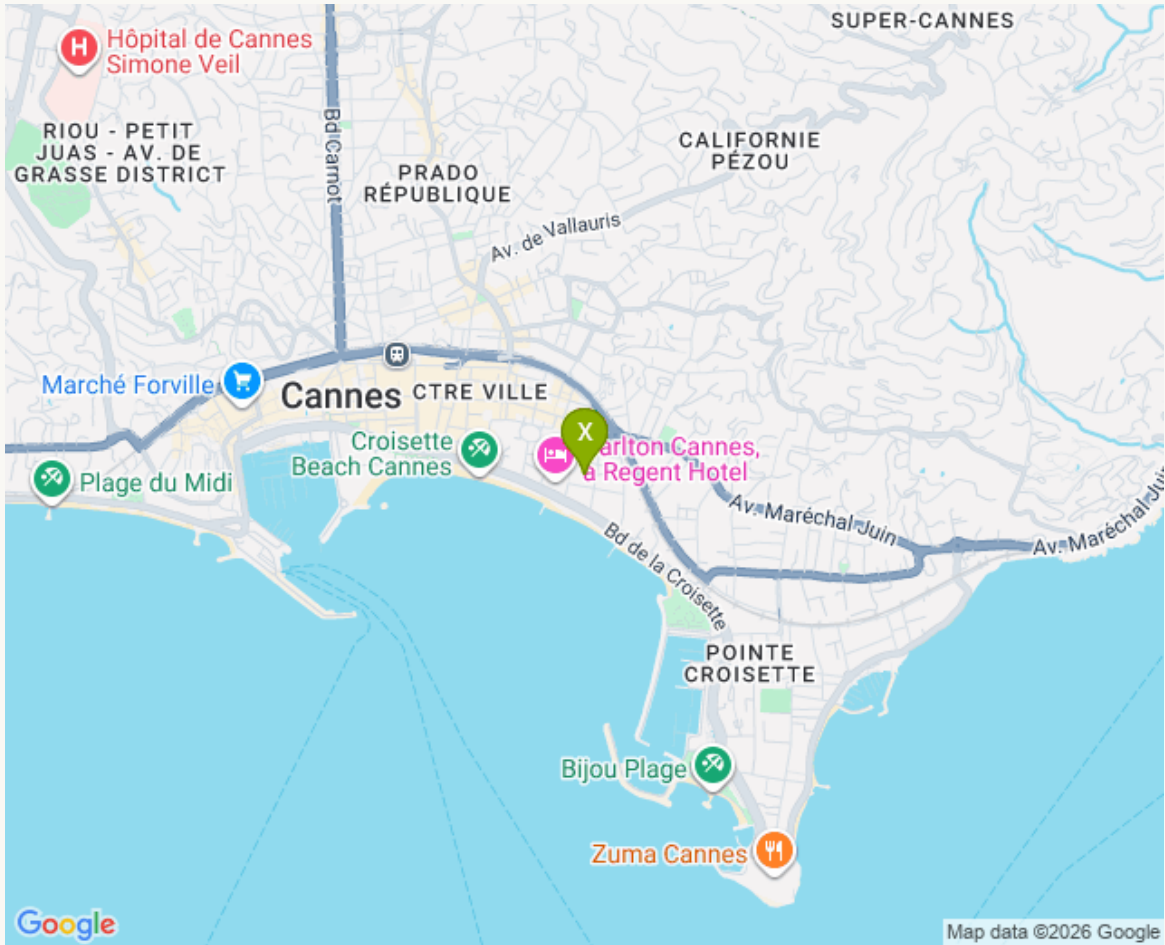 SUPER-CANNES
Hôpital de Cannes
Simone Veil
RIOU - PETIT
JUAS - AV. DE
GRASSE DISTRICT
Bd Carnot
CALIFORNIE
PÉZOU
PRADO
RÉPUBLIQUE
Av. de Vallauris
Marché Forville
Cannes
CTRE VILLE
X
Croisette
Beach Cannes
arlton Cannes,
a Regent Hotel
Plage du Midi
Av. Maréchal Juin
Av. Maréchal Juin
Bd de la Croisette
POINTE
CROISETTE
Bijou Plage
Zuma Cannes
Google
Map data ©2026 Google
H